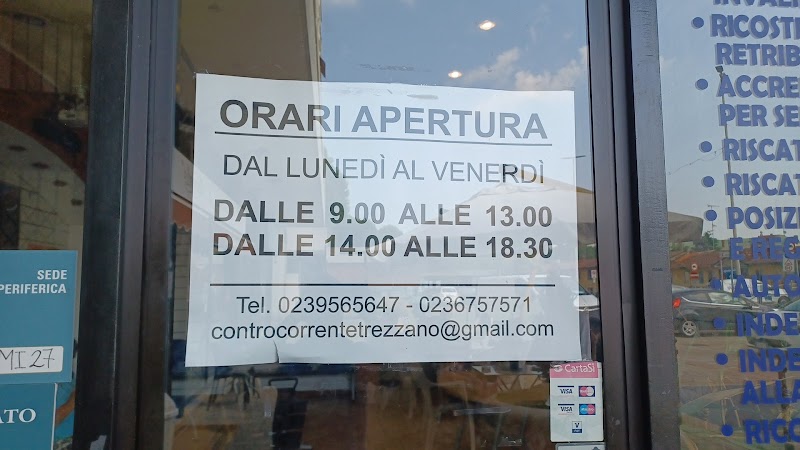 ORARI APERTURA
DAL LUNEDÌ AL VENERDÌ
DALLE 9.00 ALLE 13.00
DALLE 14.00 ALLE 18.30
Tel. 0239565647 - 0236757571
controcorrentetrezzano@gmail.com
SEDE
PERIFERICA
MI27
CartaSi
VISA
VISA
• RICOST
RETRIB
• ACCRE
PER SE
• RISCAT
• RISCAT
• POSIZ
E REG
• AUTO
• INDE
• INDE
ALLA
• RICO